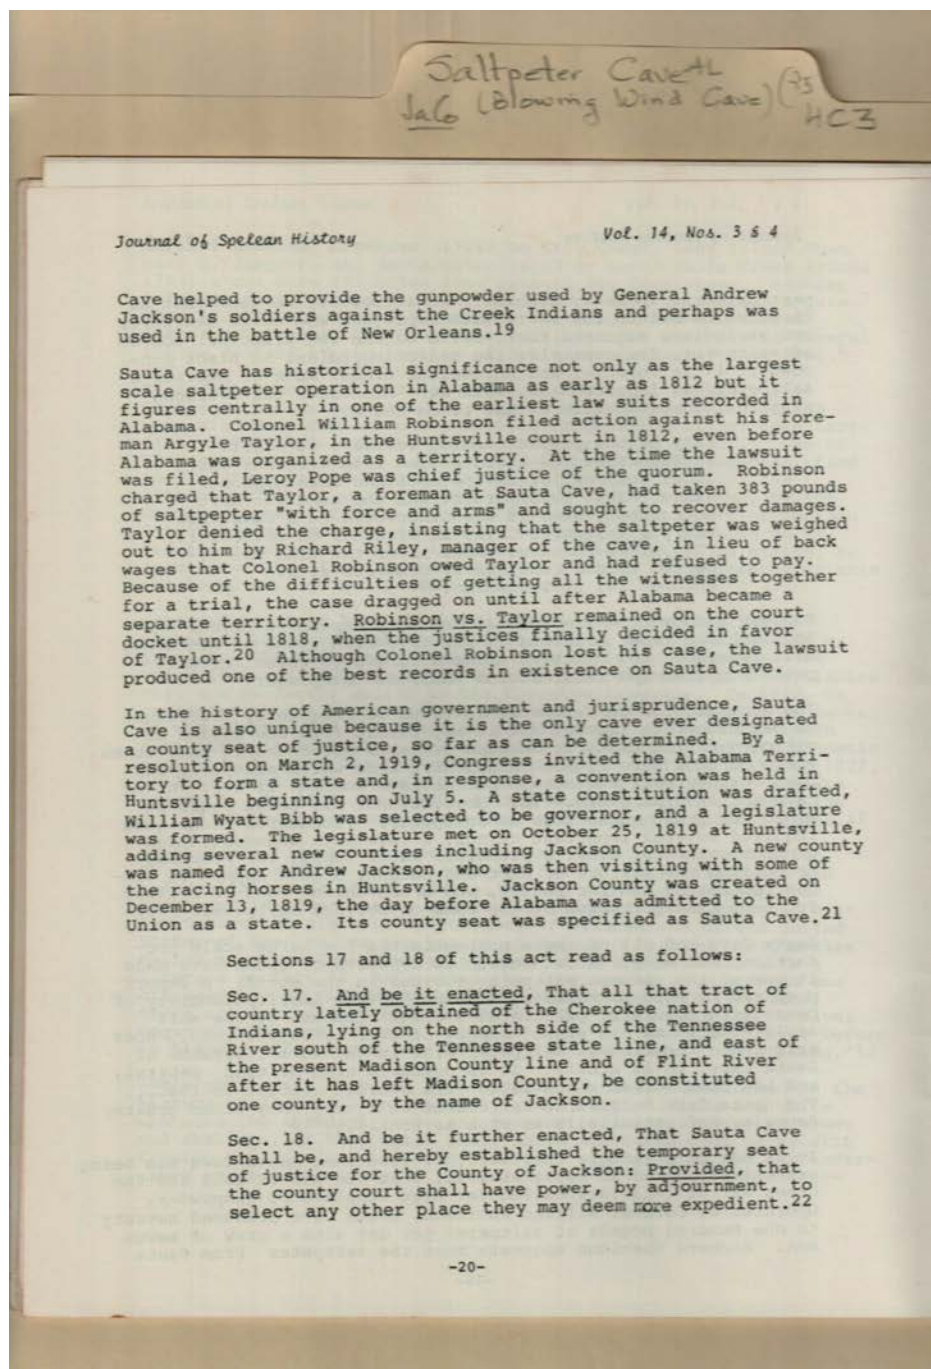 Saltpeter Cave AL
JaCo (Blowing Wind Cave)
4C3
Journal of Spelean History
Vol. 14, Nos. 3 & 4
Cave helped to provide the gunpowder used by General Andrew
Jackson's soldiers against the Creek Indians and perhaps was
used in the battle of New Orleans.19
Sauta Cave has historical significance not only as the largest
scale saltpeter operation in Alabama as early as 1812 but it
figures centrally in one of the earliest law suits recorded in
Alabama. Colonel William Robinson filed action against his fore-
man Argyle Taylor, in the Huntsville court in 1812, even before
Alabama was organized as a territory. At the time the lawsuit
was filed, Leroy Pope was chief justice of the quorum. Robinson
charged that Taylor, a foreman at Sauta Cave, had taken 383 pounds
of saltpepter "with force and arms" and sought to recover damages.
Taylor denied the charge, insisting that the saltpeter was weighed
out to him by Richard Riley, manager of the cave, in lieu of back
wages that Colonel Robinson owed Taylor and had refused to pay.
Because of the difficulties of getting all the witnesses together
for a trial, the case dragged on until after Alabama became a
separate territory. Robinson vs. Taylor remained on the court
docket until 1818, when the justices finally decided in favor
of Taylor.20 Although Colonel Robinson lost his case, the lawsuit
produced one of the best records in existence on Sauta Cave.
In the history of American government and jurisprudence, Sauta
Cave is also unique because it is the only cave ever designated
a county seat of justice, so far as can be determined. By a
resolution on March 2, 1919, Congress invited the Alabama Terri-
tory to form a state and, in response, a convention was held in
Huntsville beginning on July 5. A state constitution was drafted,
William Wyatt Bibb was selected to be governor, and a legislature
was formed. The legislature met on October 25, 1819 at Huntsville,
adding several new counties including Jackson County. A new county
was named for Andrew Jackson, who was then visiting with some of
the racing horses in Huntsville. Jackson County was created on
December 13, 1819, the day before Alabama was admitted to the
Union as a state. Its county seat was specified as Sauta Cave.21
Sections 17 and 18 of this act read as follows:
Sec. 17. And be it enacted, That all that tract of
country lately obtained of the Cherokee nation of
Indians, lying on the north side of the Tennessee
River south of the Tennessee state line, and east of
the present Madison County line and of Flint River
after it has left Madison County, be constituted
one county, by the name of Jackson.
Sec. 18. And be it further enacted, That Sauta Cave
shall be, and hereby established the temporary seat
of justice for the County of Jackson: Provided, that
the county court shall have power, by adjournment, to
select any other place they may deem more expedient.22
-20-